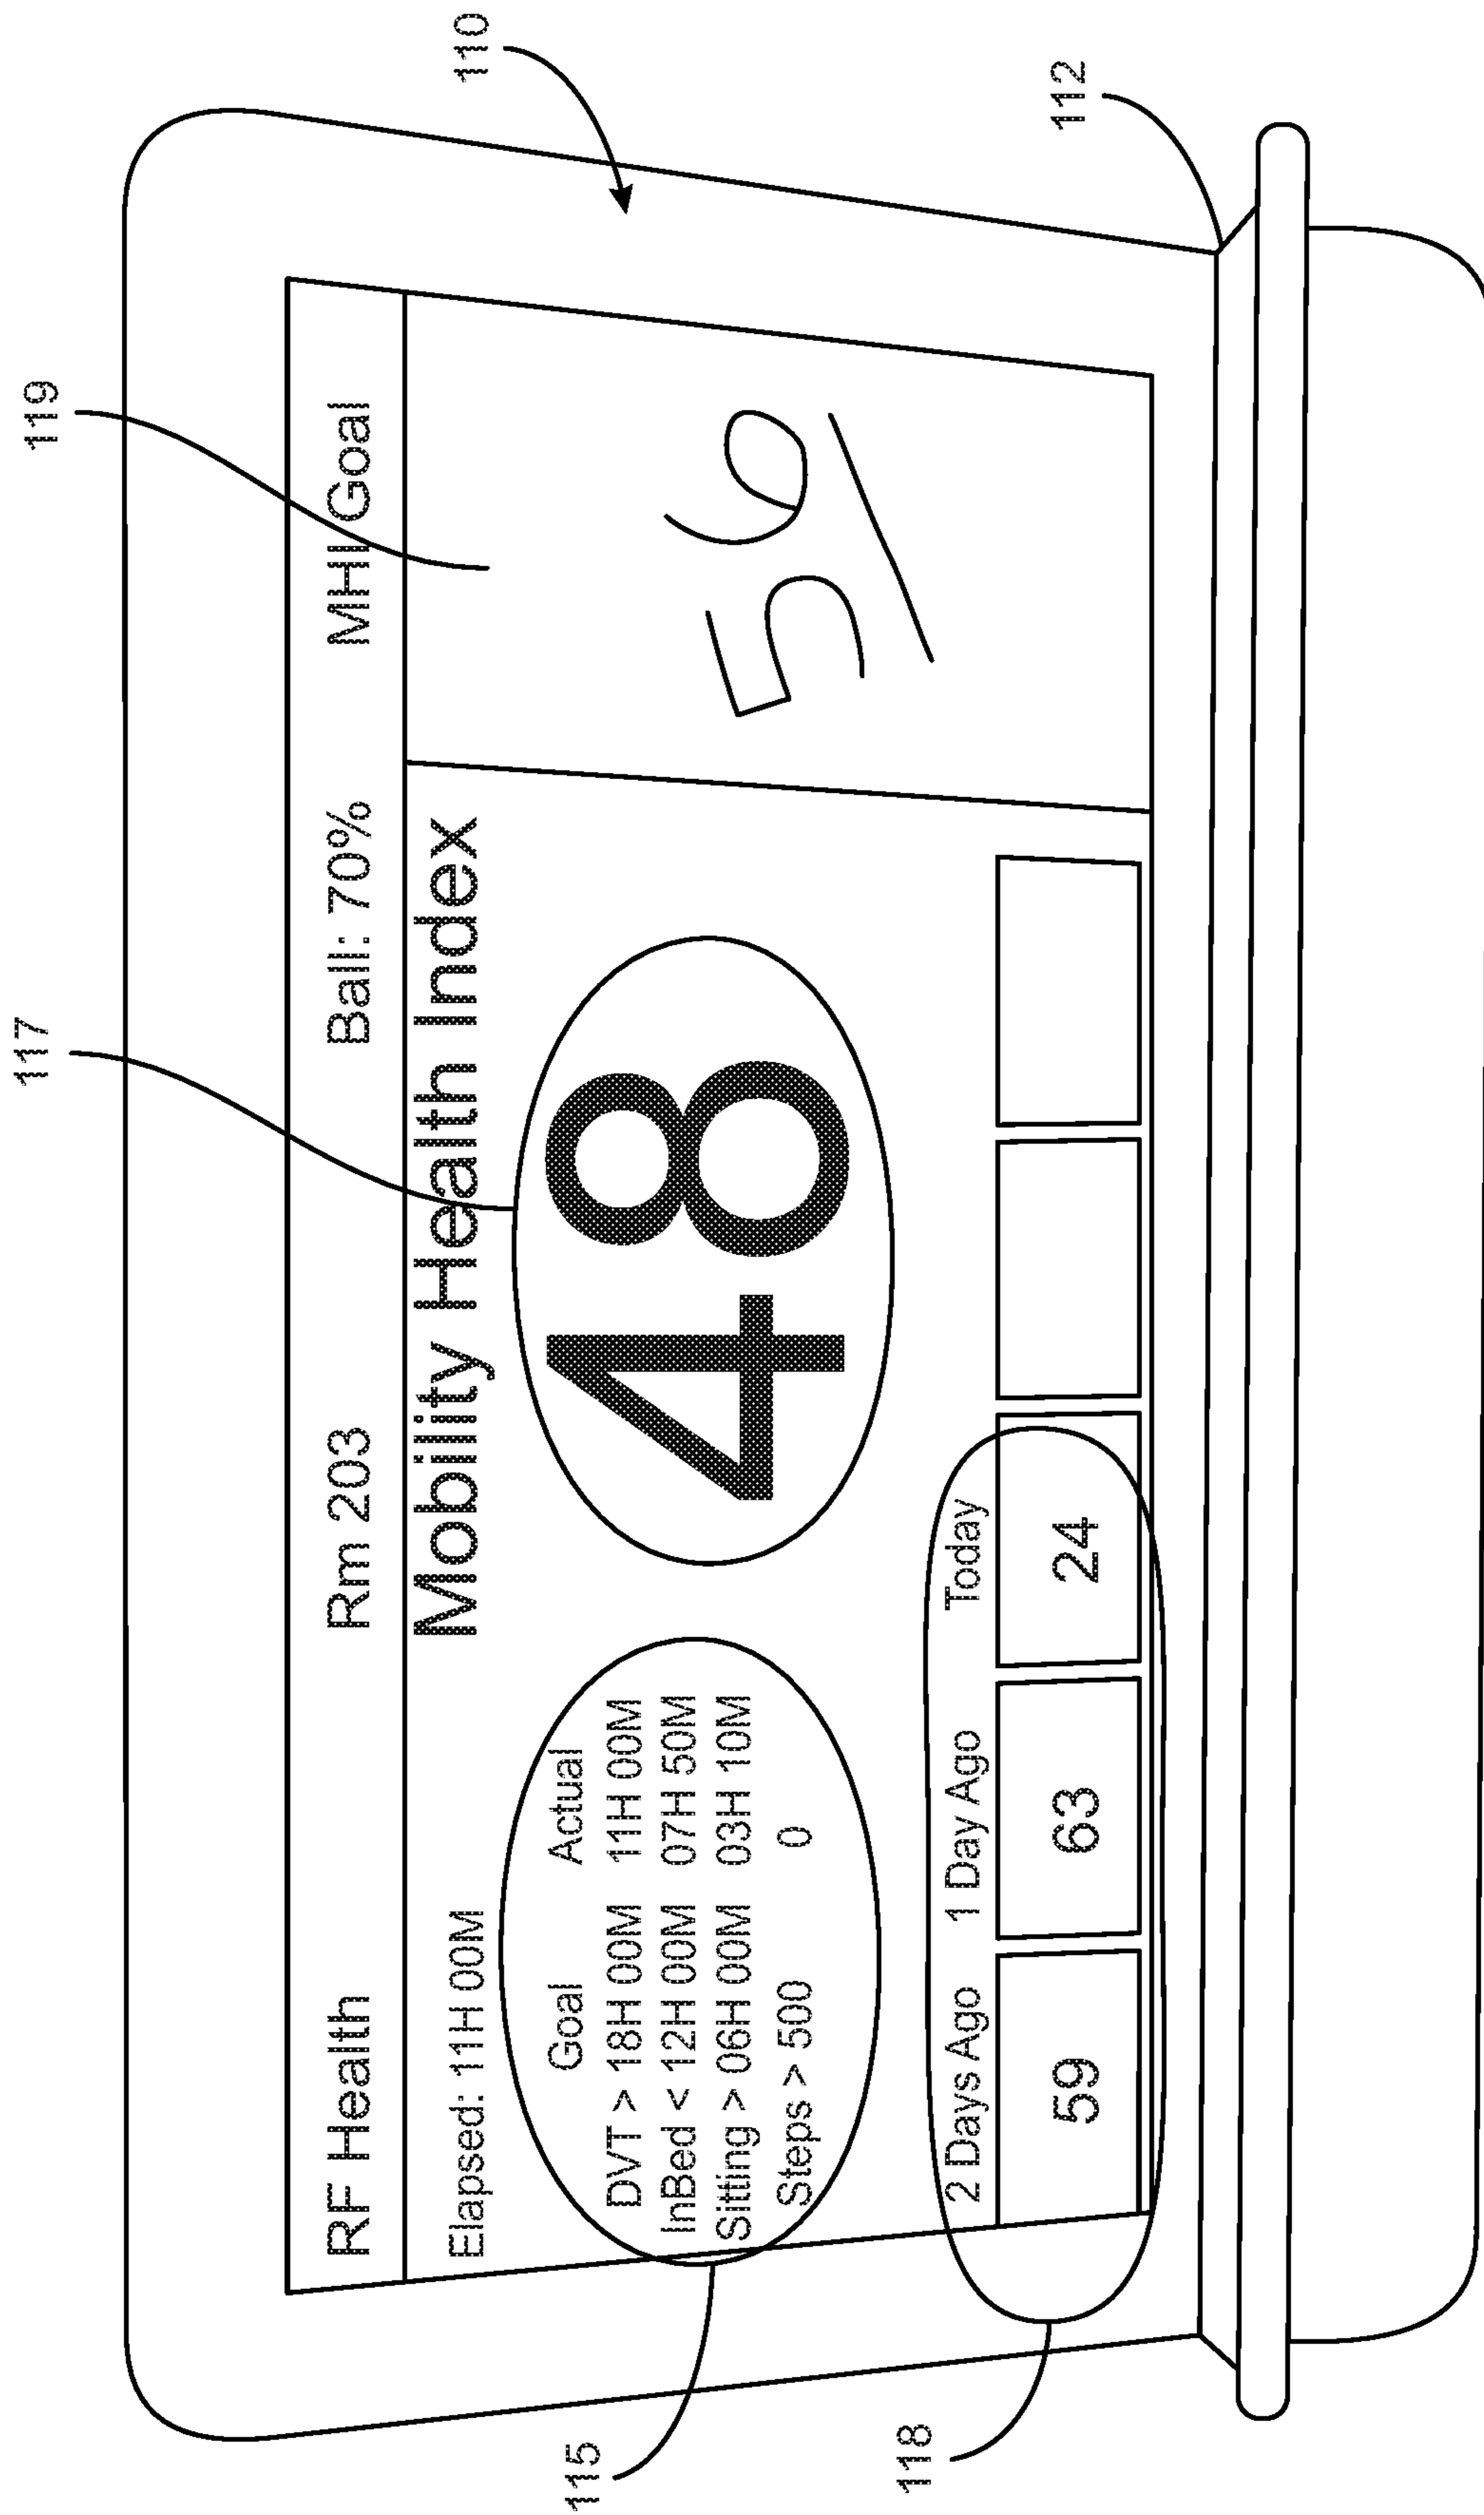 117
119
110
RF Health Rm 203 Ball: 70% MHI Goal
Elapsed: 11H 00M
Mobility Health Index
Goal Actual
DVT > 18H 00M 11H 00M
InBed < 12H 00M 07H 50M
Sitting > 06H 00M 03H 10M
Steps > 500 0
48
56
115
2 Days Ago 1 Day Ago Today
59 63 24
118
112